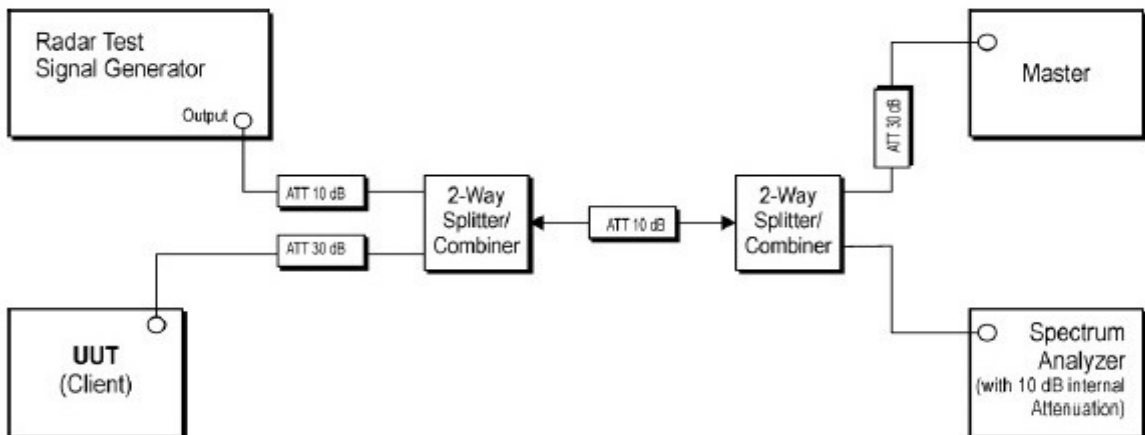 Radar Test
Signal Generator
Output
ATT 10 dB
ATT 30 dB
UUT
(Client)
2-Way
Splitter/
Combiner
ATT 10 dB
2-Way
Splitter/
Combiner
ATT 30 dB
Master
Spectrum
Analyzer
(with 10 dB internal
Attenuation)